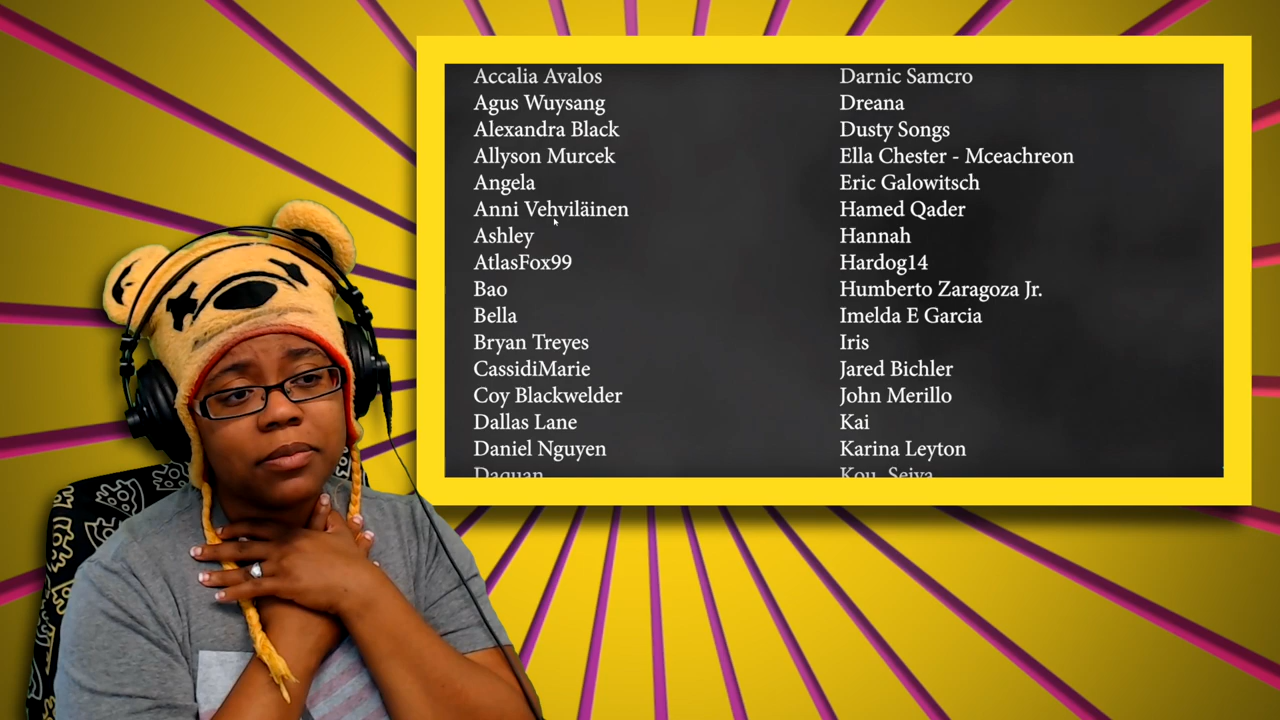 Accalia Avalos
Agus Wuysang
Alexandra Black
Allyson Murcek
Angela
Anni Vehviläinen
Ashley
AtlasFox99
Bao
Bella
Bryan Treyes
CassidiMarie
Coy Blackwelder
Dallas Lane
Daniel Nguyen
Daquan
Darnic Samcro
Dreana
Dusty Songs
Ella Chester - Mceachreon
Eric Galowitsch
Hamed Qader
Hannah
Hardog14
Humberto Zaragoza Jr.
Imelda E Garcia
Iris
Jared Bichler
John Merillo
Kai
Karina Leyton
Kou_Seiya